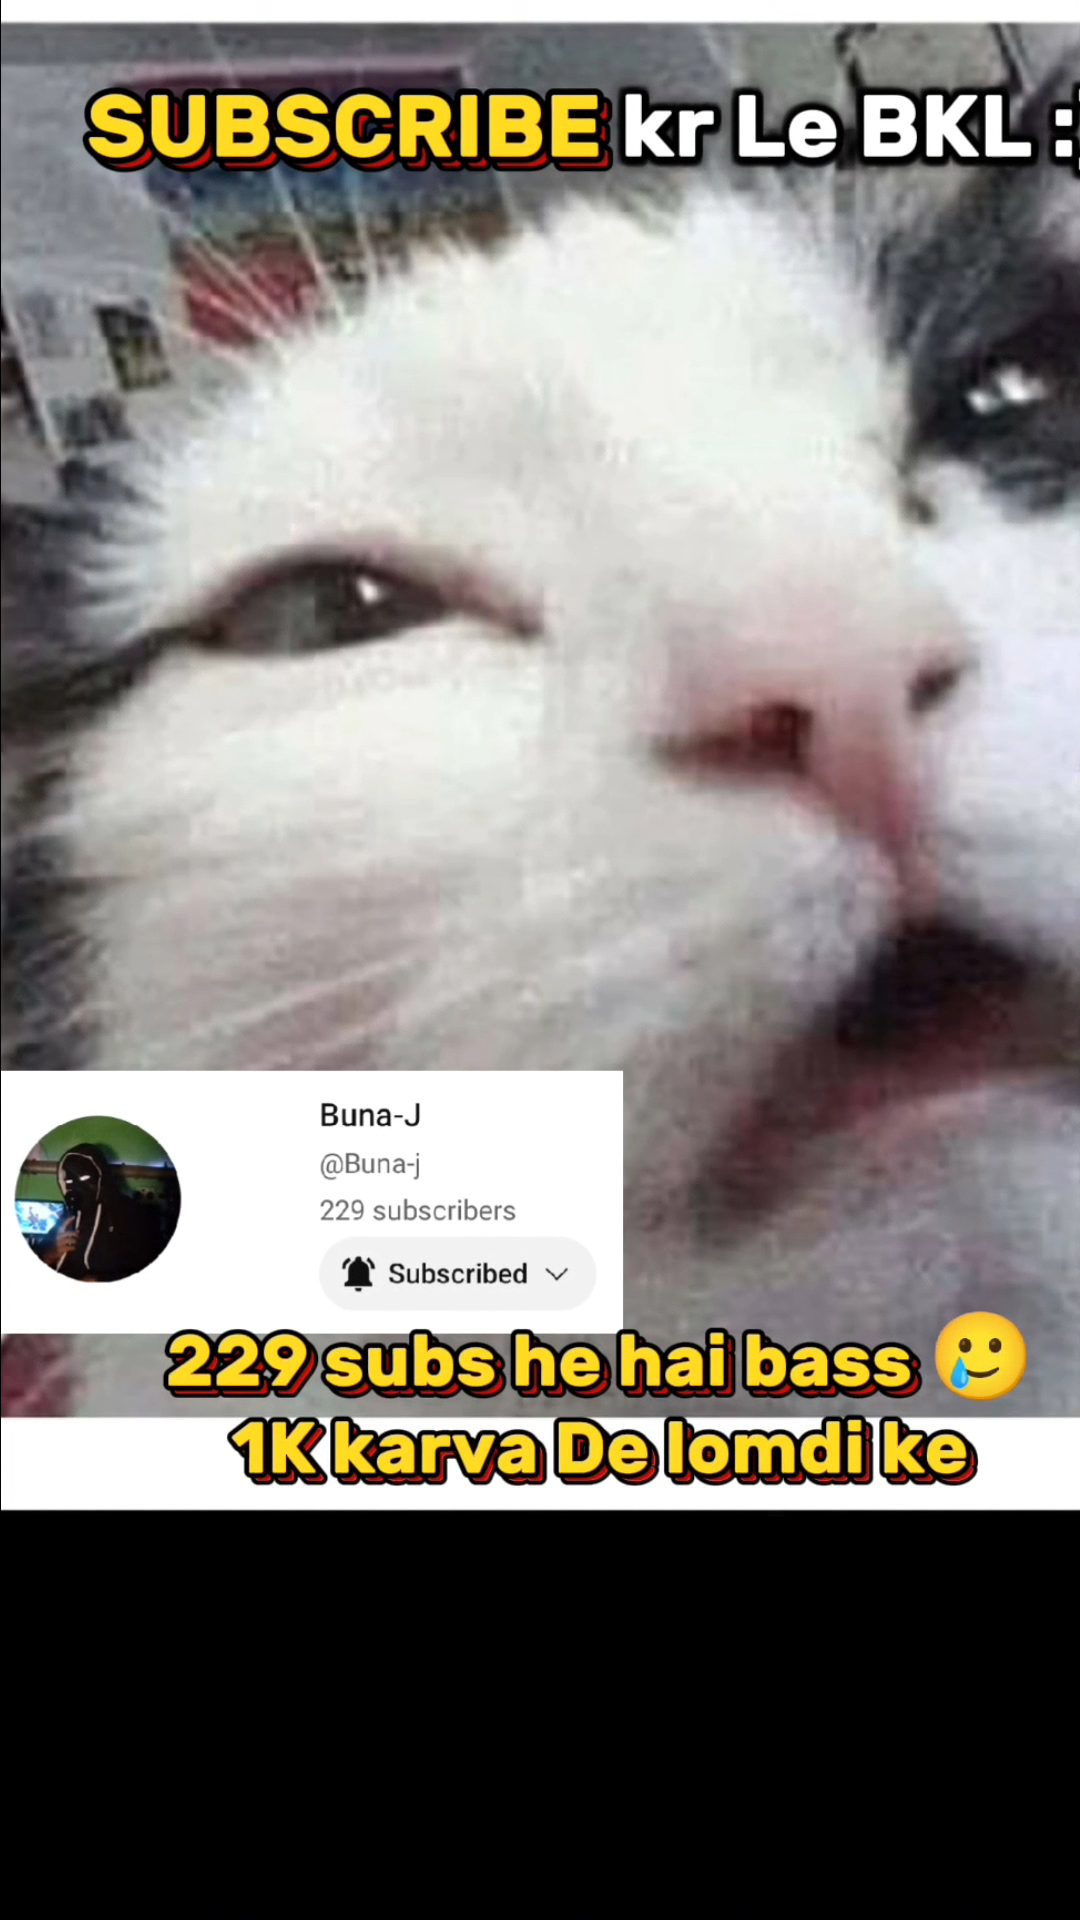 SUBSCRIBE kr Le BKL :
Buna-J
@Buna-j
229 subscribers
Subscribed
229 subs he hai bass 🥲
1K karva De lomdi ke